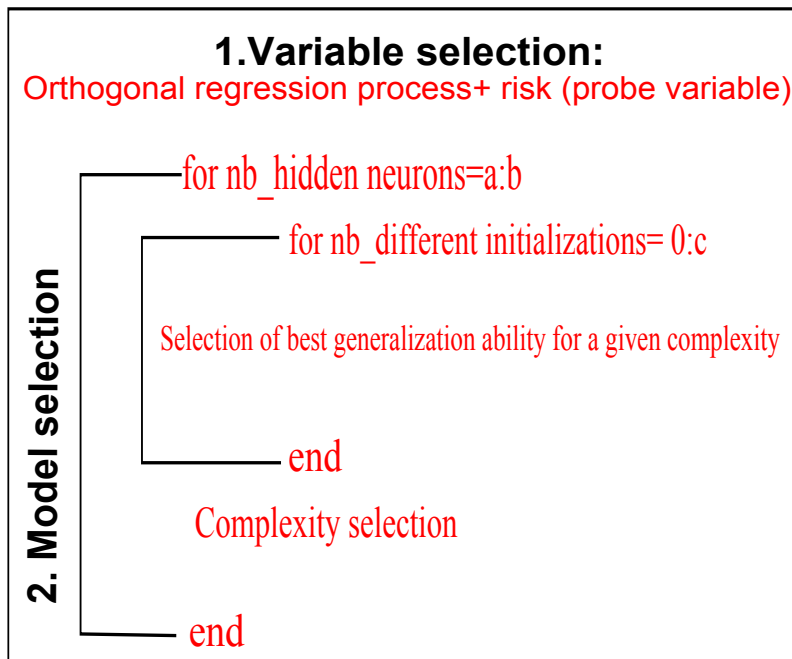 1.Variable selection:
Orthogonal regression process+ risk (probe variable)
2. Model selection
for nb_hidden neurons=a:b
for nb_different initializations= 0:c
Selection of best generalization ability for a given complexity
end
Complexity selection
end